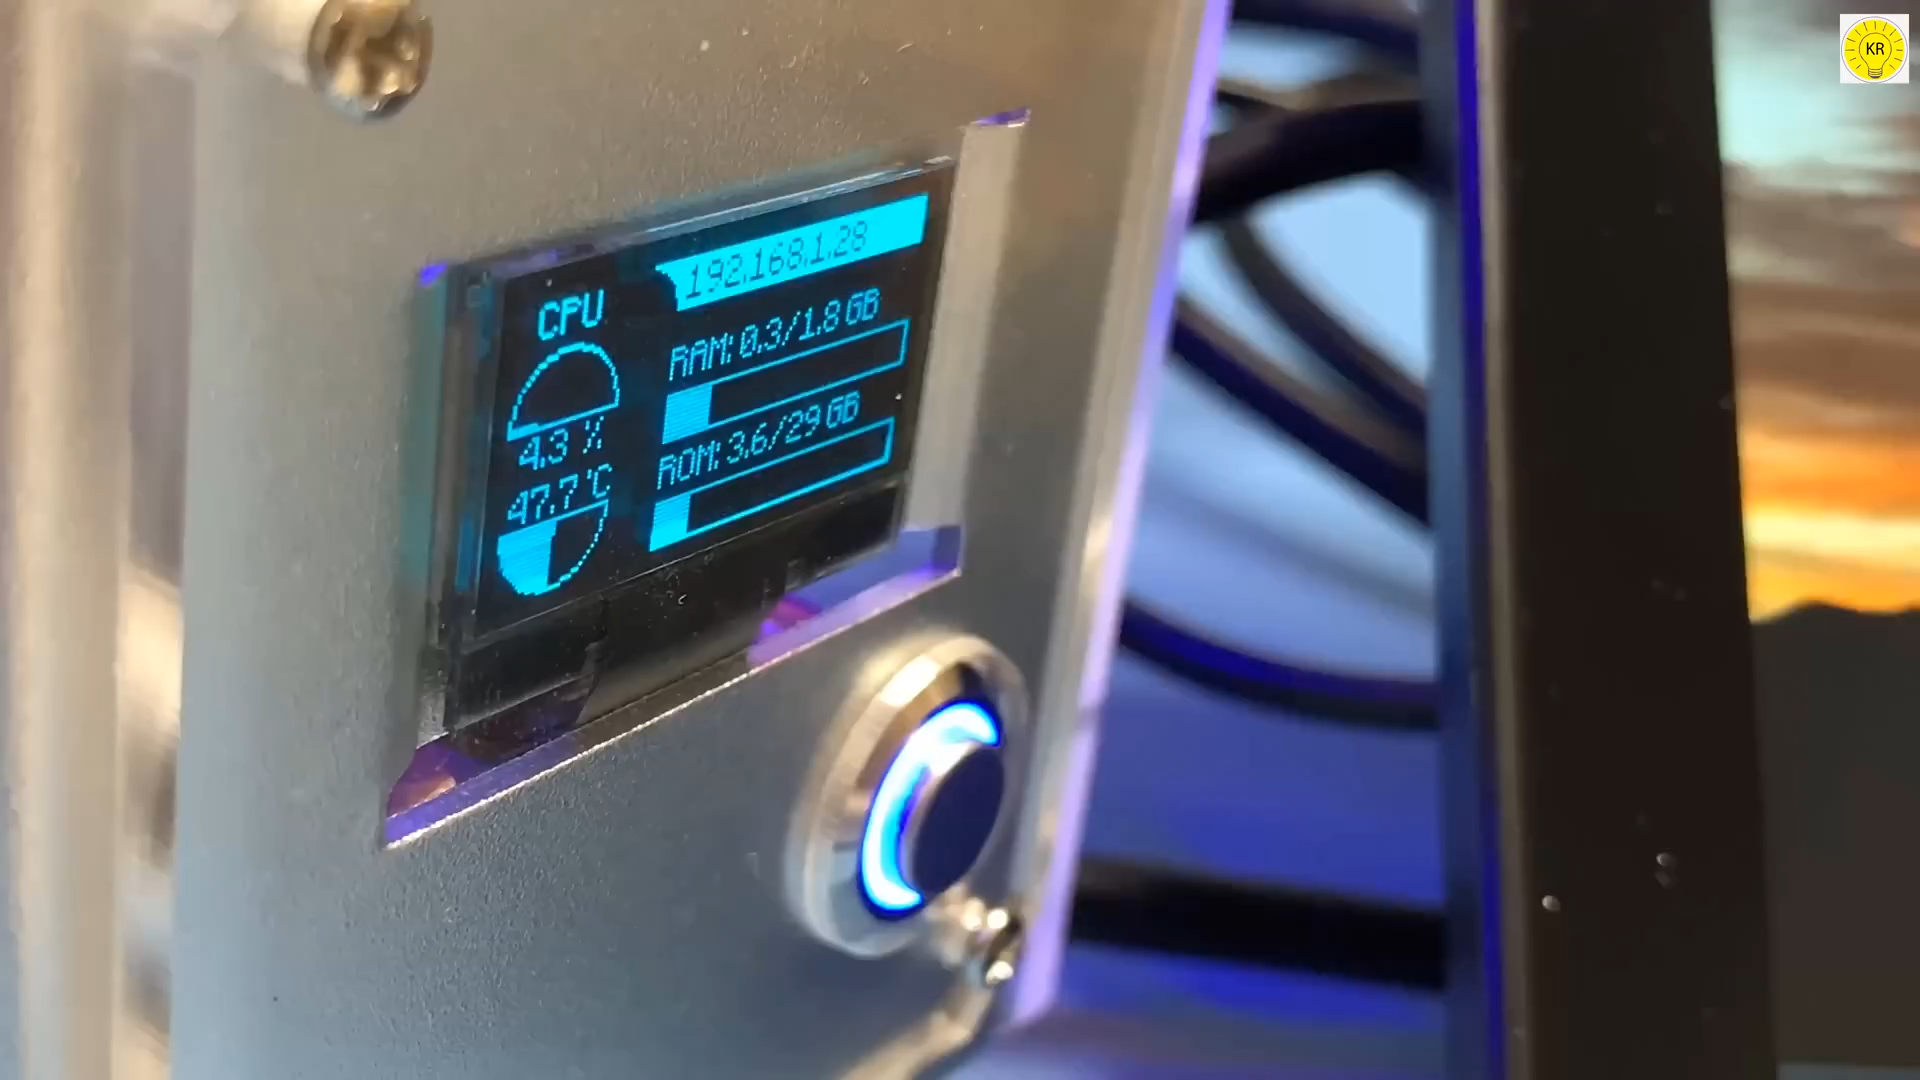 192.168.1.28
CPU
RAM: 0.3/1.8 GB
4.3 %
ROM: 3.6/29 GB
47.7°C
KR